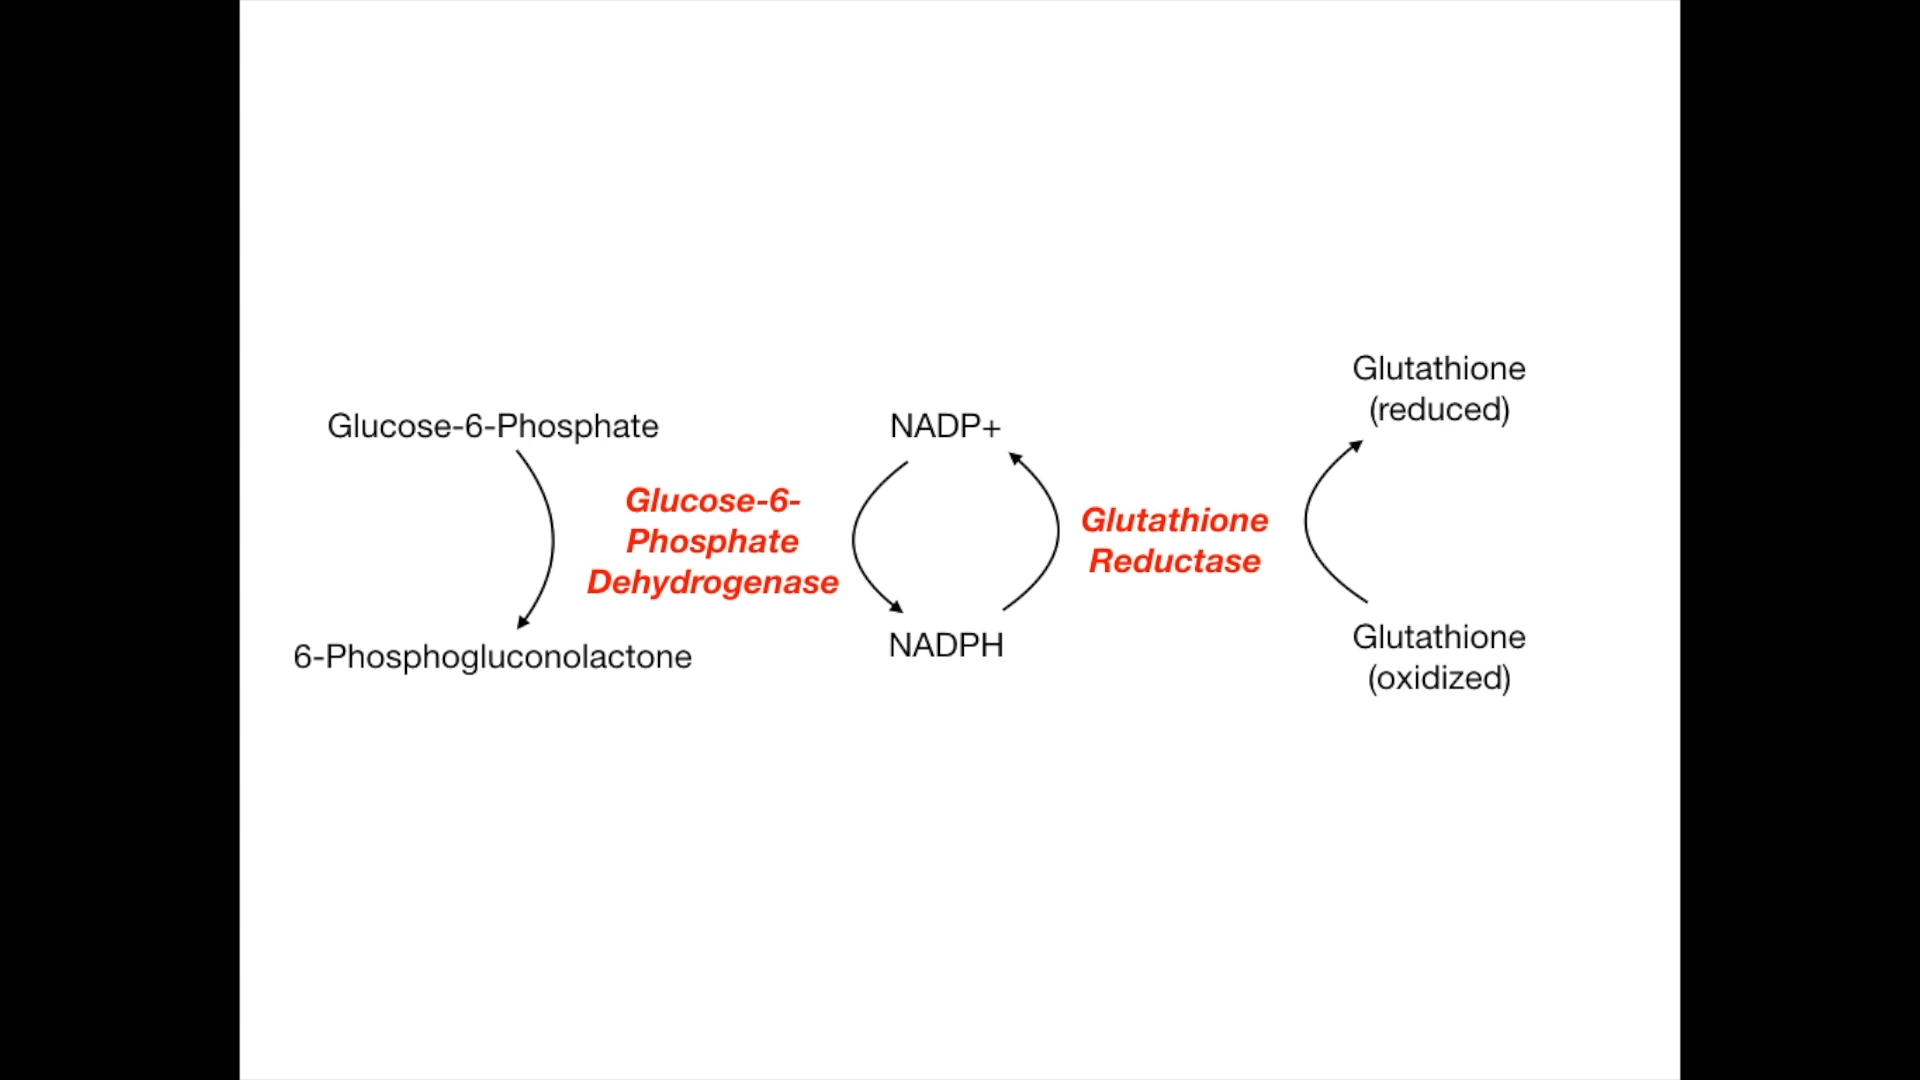 Glucose-6-Phosphate
6-Phosphogluconolactone
Glucose-6-
Phosphate
Dehydrogenase
NADP+
NADPH
Glutathione
Reductase
Glutathione
(reduced)
Glutathione
(oxidized)